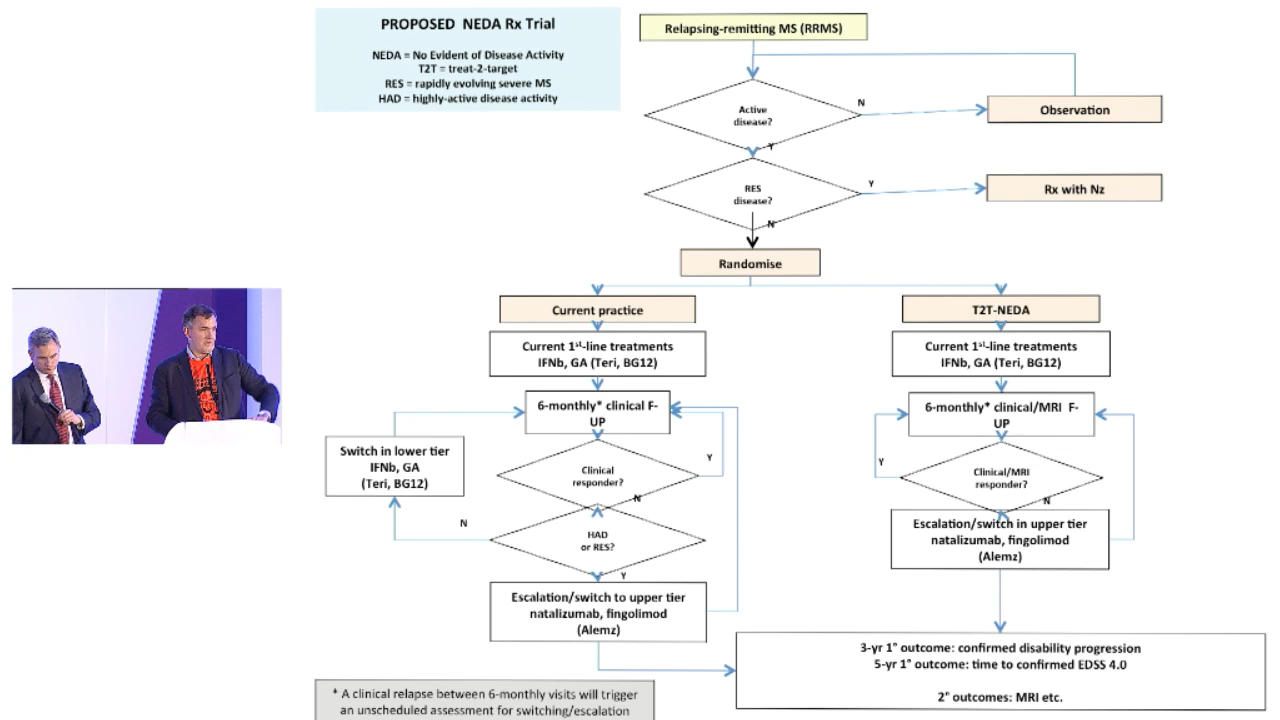 PROPOSED NEDA Rx Trial
NEDA = No Evident of Disease Activity
T2T = treat-2-target
RES = rapidly evolving severe MS
HAD = highly-active disease activity
Relapsing-remitting MS (RRMS)
Active
disease?
N
Observation
Y
RES
disease?
Y
Rx with Nz
N
Randomise
Current practice
Current 1st-line treatments
IFNb, GA (Teri, BG12)
6-monthly* clinical F-
UP
Clinical
responder?
Y
N
Switch in lower tier
IFNb, GA
(Teri, BG12)
N
HAD
or RES?
Y
Escalation/switch to upper tier
natalizumab, fingolimod
(Alemz)
T2T-NEDA
Current 1st-line treatments
IFNb, GA (Teri, BG12)
6-monthly* clinical/MRI F-
UP
Y
Clinical/MRI
responder?
N
Escalation/switch in upper tier
natalizumab, fingolimod
(Alemz)
3-yr 1° outcome: confirmed disability progression
5-yr 1° outcome: time to confirmed EDSS 4.0
2° outcomes: MRI etc.
* A clinical relapse between 6-monthly visits will trigger
an unscheduled assessment for switching/escalation